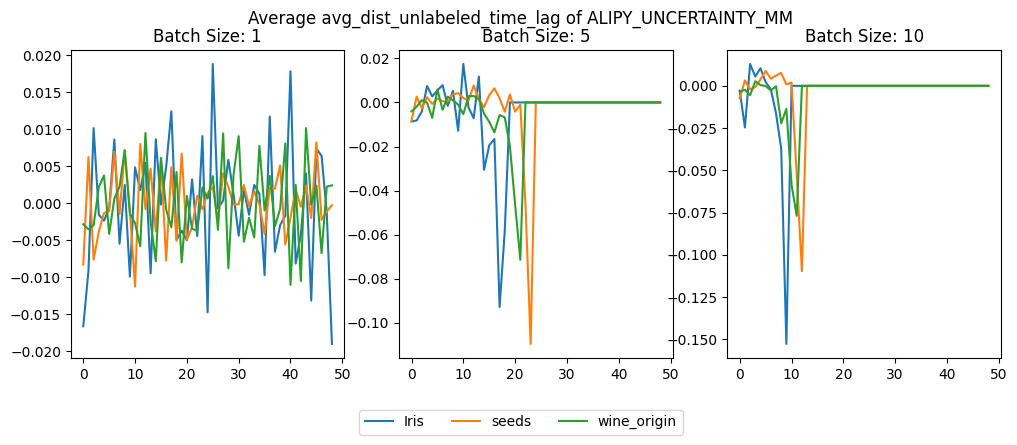 Average avg_dist_unlabeled_time_lag of ALIPY_UNCERTAINTY_MM
Batch Size: 1
0.020
0.015
0.010
0.005
0.000
−0.005
−0.010
−0.015
−0.020
0 10 20 30 40 50
Batch Size: 5
0.02
0.00
−0.02
−0.04
−0.06
−0.08
−0.10
0 10 20 30 40 50
Batch Size: 10
0.000
−0.025
−0.050
−0.075
−0.100
−0.125
−0.150
0 10 20 30 40 50
Iris seeds wine_origin